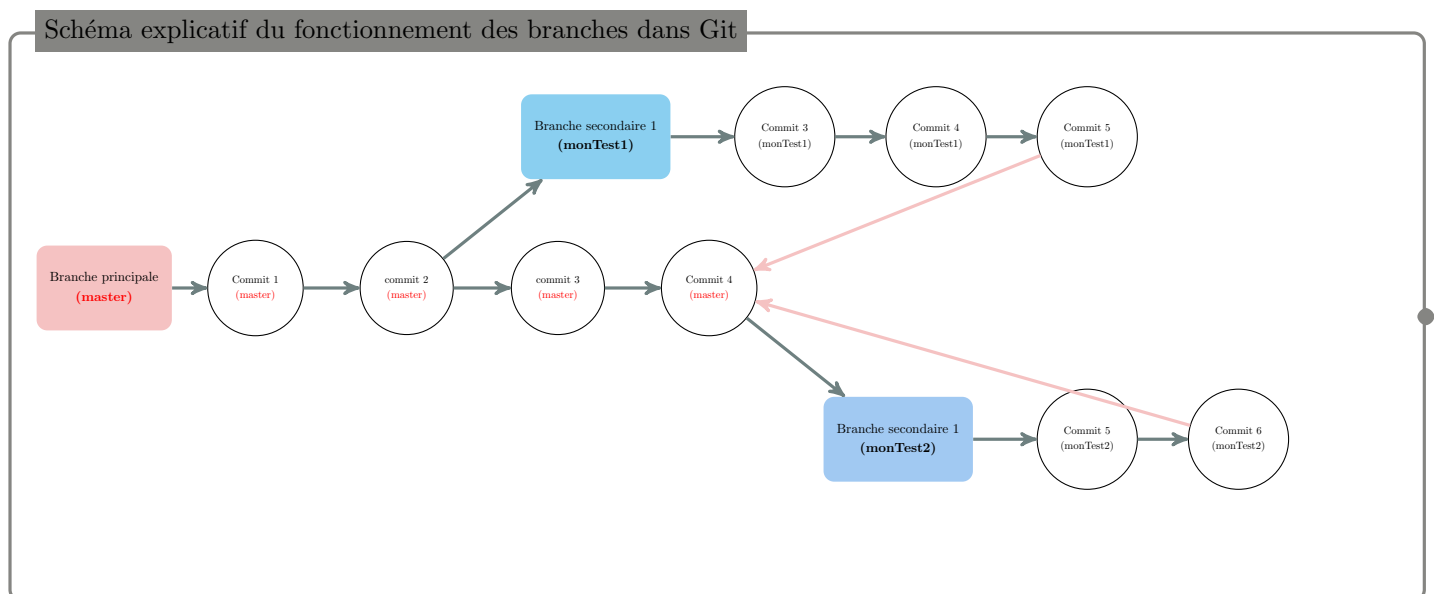 Schéma explicatif du fonctionnement des branches dans Git
Branche secondaire 1
(monTest1)
Commit 3
(monTest1)
Commit 4
(monTest1)
Commit 5
(monTest1)
Branche principale
(master)
Commit 1
(master)
commit 2
(master)
commit 3
(master)
Commit 4
(master)
Branche secondaire 1
(monTest2)
Commit 5
(monTest2)
Commit 6
(monTest2)